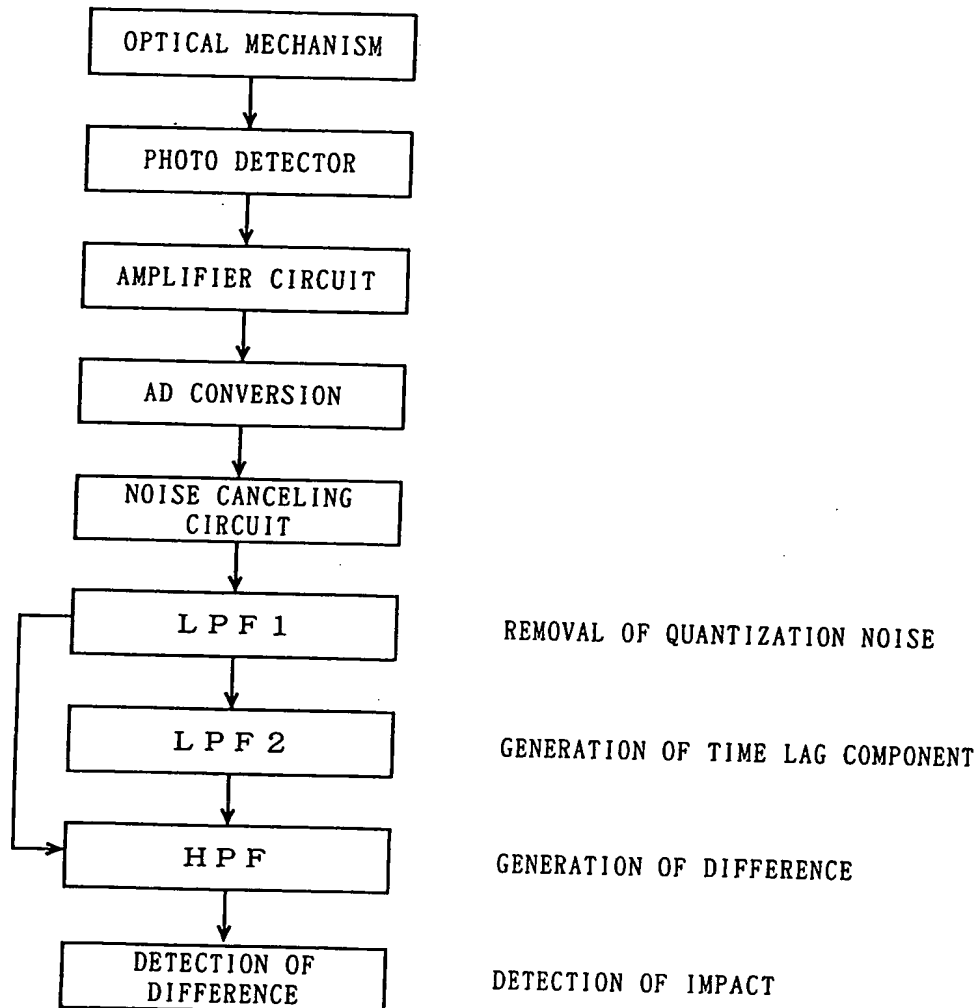 OPTICAL MECHANISM
PHOTO DETECTOR
AMPLIFIER CIRCUIT
AD CONVERSION
NOISE CANCELING
CIRCUIT
LPF1
REMOVAL OF QUANTIZATION NOISE
LPF2
GENERATION OF TIME LAG COMPONENT
HPF
GENERATION OF DIFFERENCE
DETECTION OF
DIFFERENCE
DETECTION OF IMPACT